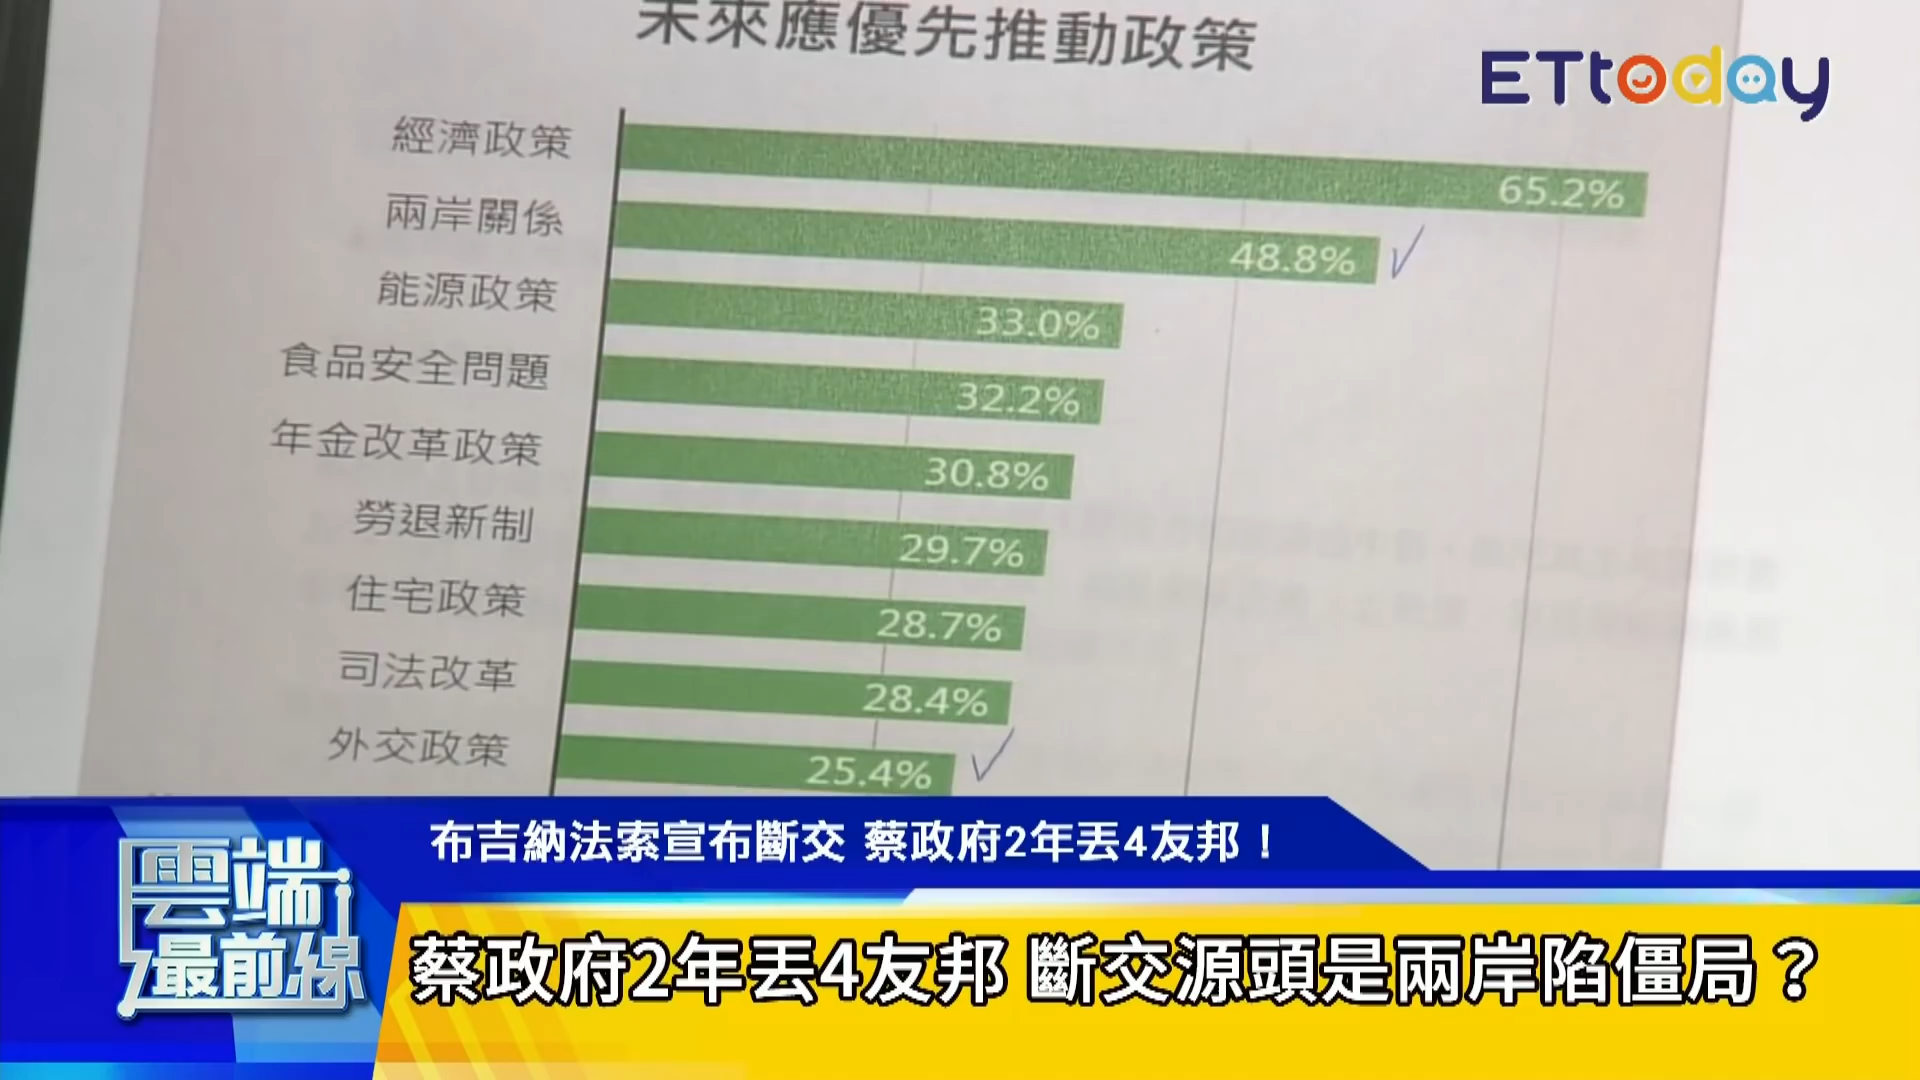 未來應優先推動政策
ETtoday
經濟政策 65.2%
兩岸關係 48.8%
能源政策 33.0%
食品安全問題 32.2%
年金改革政策 30.8%
勞退新制 29.7%
住宅政策 28.7%
司法改革 28.4%
外交政策 25.4%
布吉納法索宣布斷交 蔡政府2年丟4友邦！
雲端
最前線
蔡政府2年丟4友邦 斷交源頭是兩岸陷僵局？